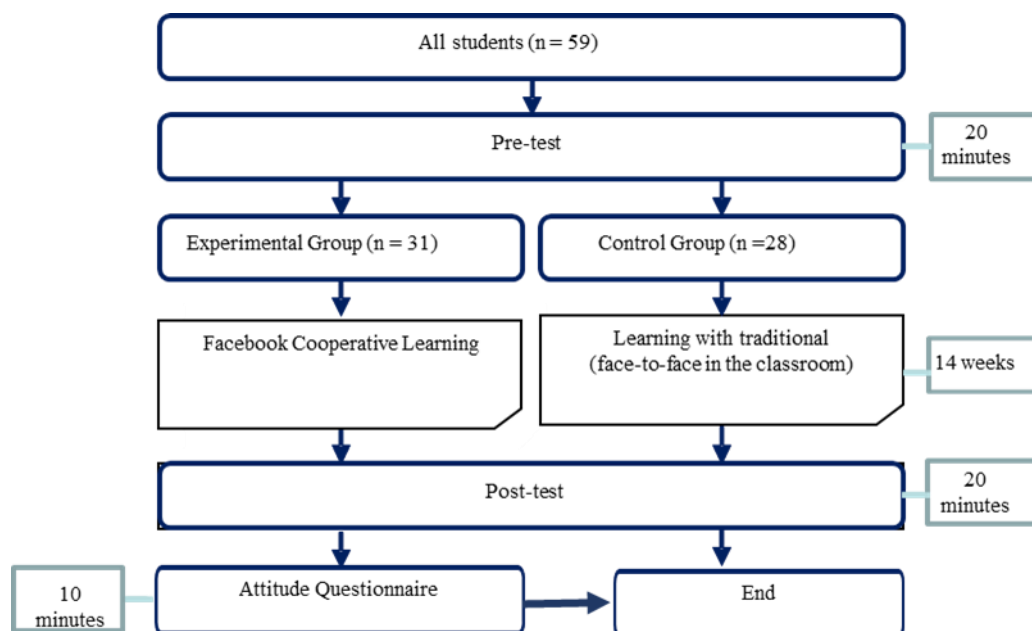 All students (n = 59)
Pre-test
20
minutes
Experimental Group (n = 31)
Control Group (n =28)
Facebook Cooperative Learning
Learning with traditional
(face-to-face in the classroom)
14 weeks
Post-test
20
minutes
10
minutes
Attitude Questionnaire
End